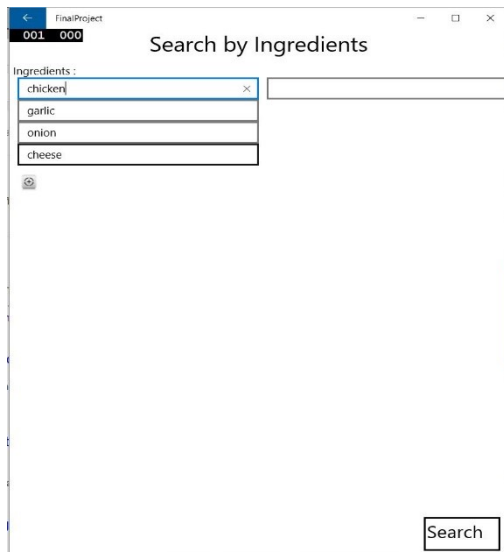 FinalProject
001 000
Search by Ingredients
Ingredients :
chicken
garlic
onion
cheese
Search